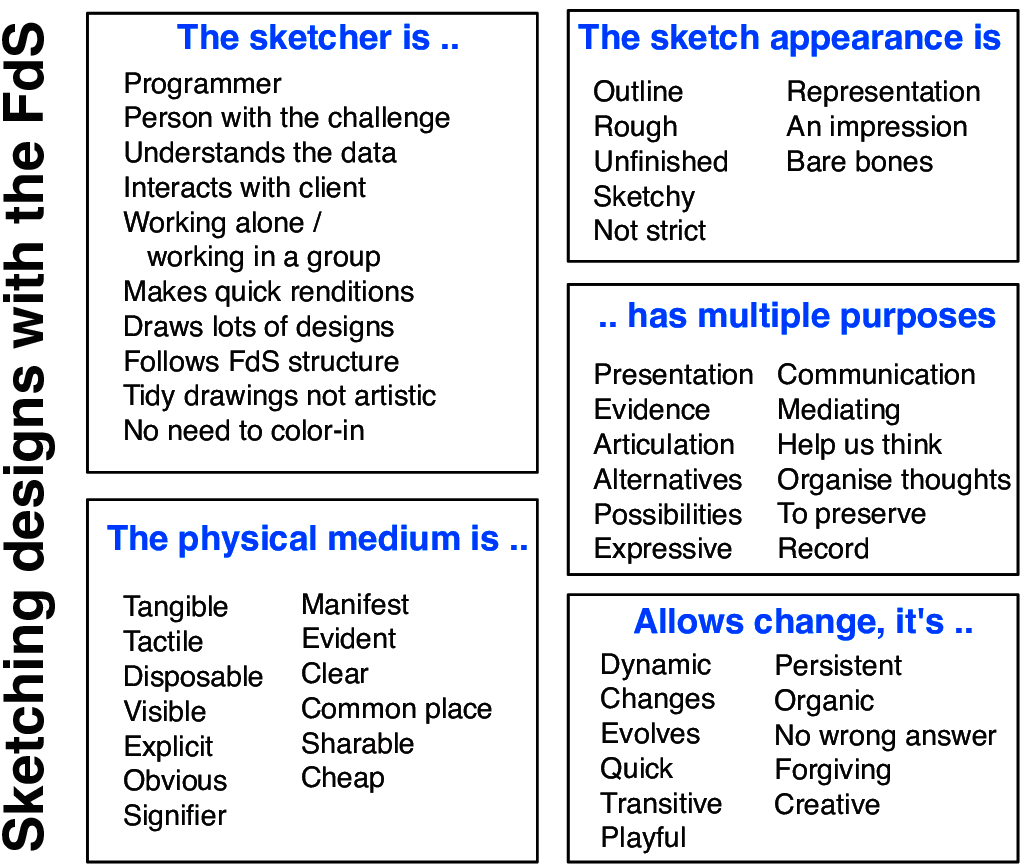 Sketching designs with the FdS
The sketcher is ..
Programmer
Person with the challenge
Understands the data
Interacts with client
Working alone /
working in a group
Makes quick renditions
Draws lots of designs
Follows FdS structure
Tidy drawings not artistic
No need to color-in
The physical medium is ..
Tangible
Tactile
Disposable
Visible
Explicit
Obvious
Signifier
Manifest
Evident
Clear
Common place
Sharable
Cheap
The sketch appearance is
Outline
Rough
Unfinished
Sketchy
Not strict
Representation
An impression
Bare bones
.. has multiple purposes
Presentation
Evidence
Articulation
Alternatives
Possibilities
Expressive
Communication
Mediating
Help us think
Organise thoughts
To preserve
Record
Allows change, it's ..
Dynamic
Changes
Evolves
Quick
Transitive
Playful
Persistent
Organic
No wrong answer
Forgiving
Creative